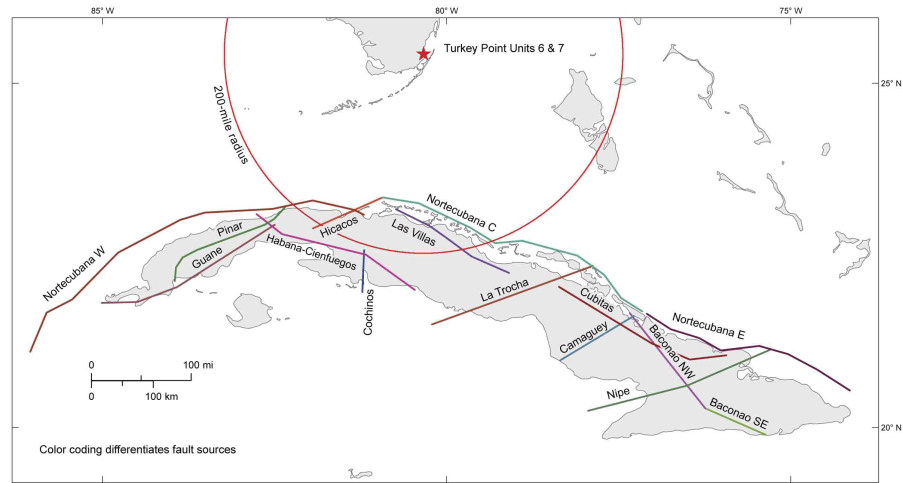 85° W
80° W
75° W
Turkey Point Units 6 & 7
25° N
200-mile radius
Nortecubana C
Las Villas
Hicacos
Pinar
Guane
Habana-Cienfuegos
Nortecubana W
Cochinos
La Trocha
Cubitas
Nortecubana E
Camaguey
Baconao NW
Nipe
Baconao SE
0 100 mi
0 100 km
20° N
Color coding differentiates fault sources